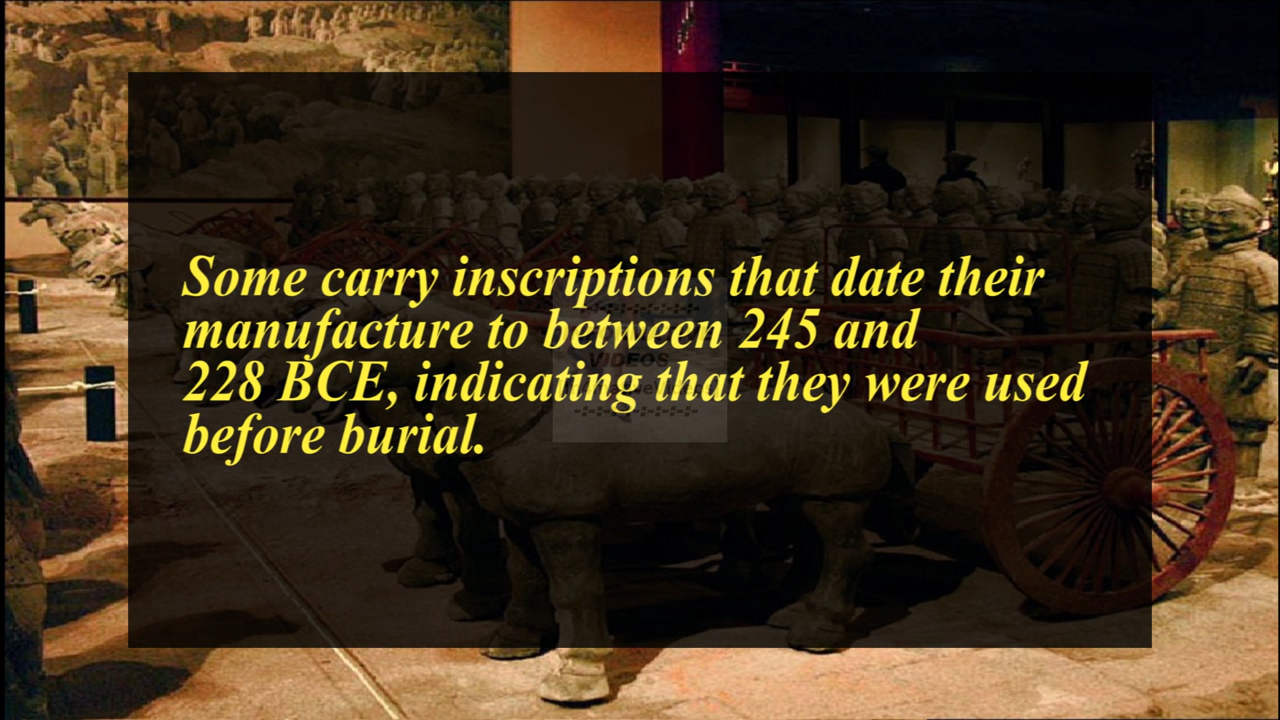 Some carry inscriptions that date their
manufacture to between 245 and
228 BCE, indicating that they were used
before burial.
VIDEOS